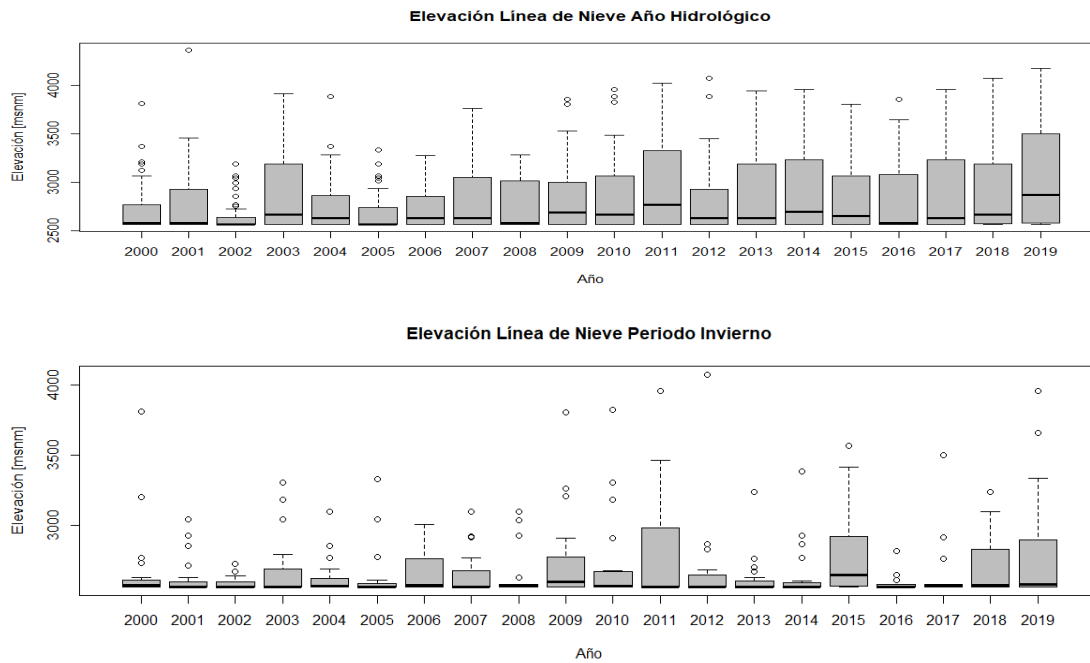 Elevación Línea de Nieve Año Hidrológico
Elevación [msnm]
4000
3500
3000
2500
2000 2001 2002 2003 2004 2005 2006 2007 2008 2009 2010 2011 2012 2013 2014 2015 2016 2017 2018 2019
Año
Elevación Línea de Nieve Periodo Invierno
Elevación [msnm]
4000
3500
3000
2000 2001 2002 2003 2004 2005 2006 2007 2008 2009 2010 2011 2012 2013 2014 2015 2016 2017 2018 2019
Año